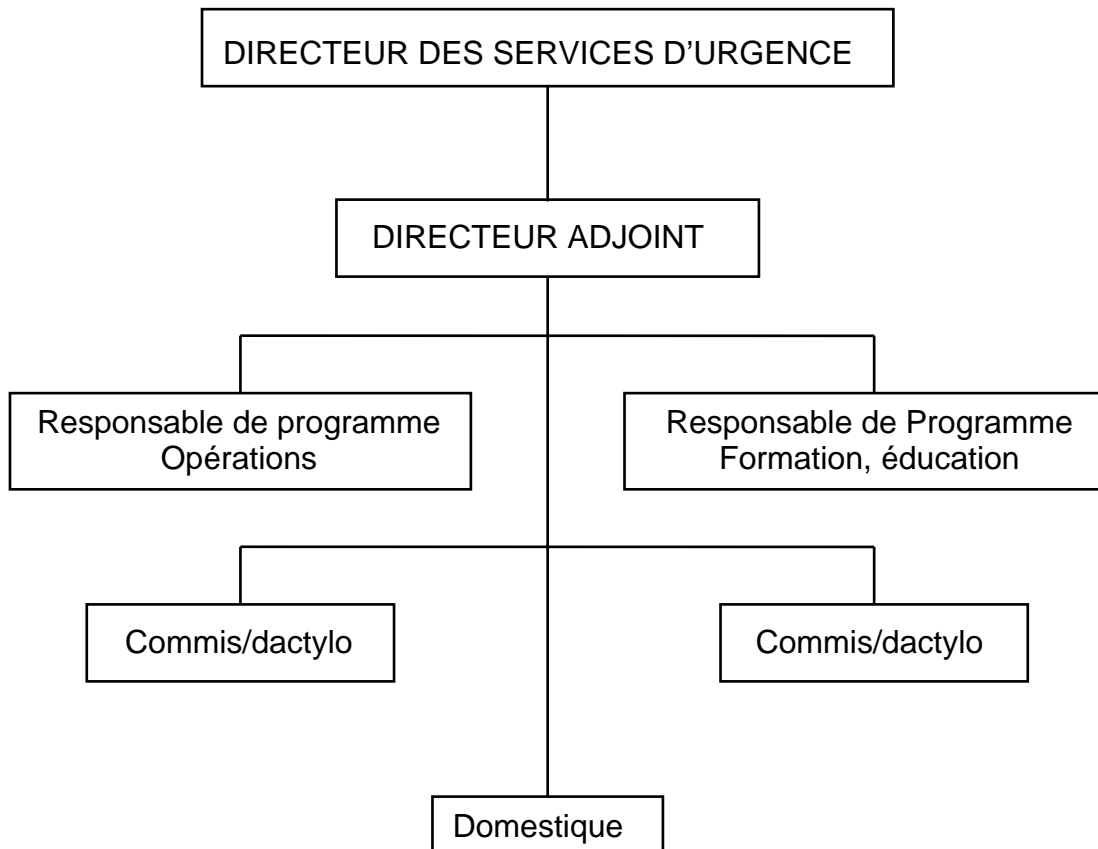 DIRECTEUR DES SERVICES D'URGENCE
DIRECTEUR ADJOINT
Responsable de programme
Opérations
Responsable de Programme
Formation, éducation
Commis/dactylo
Commis/dactylo
Domestique